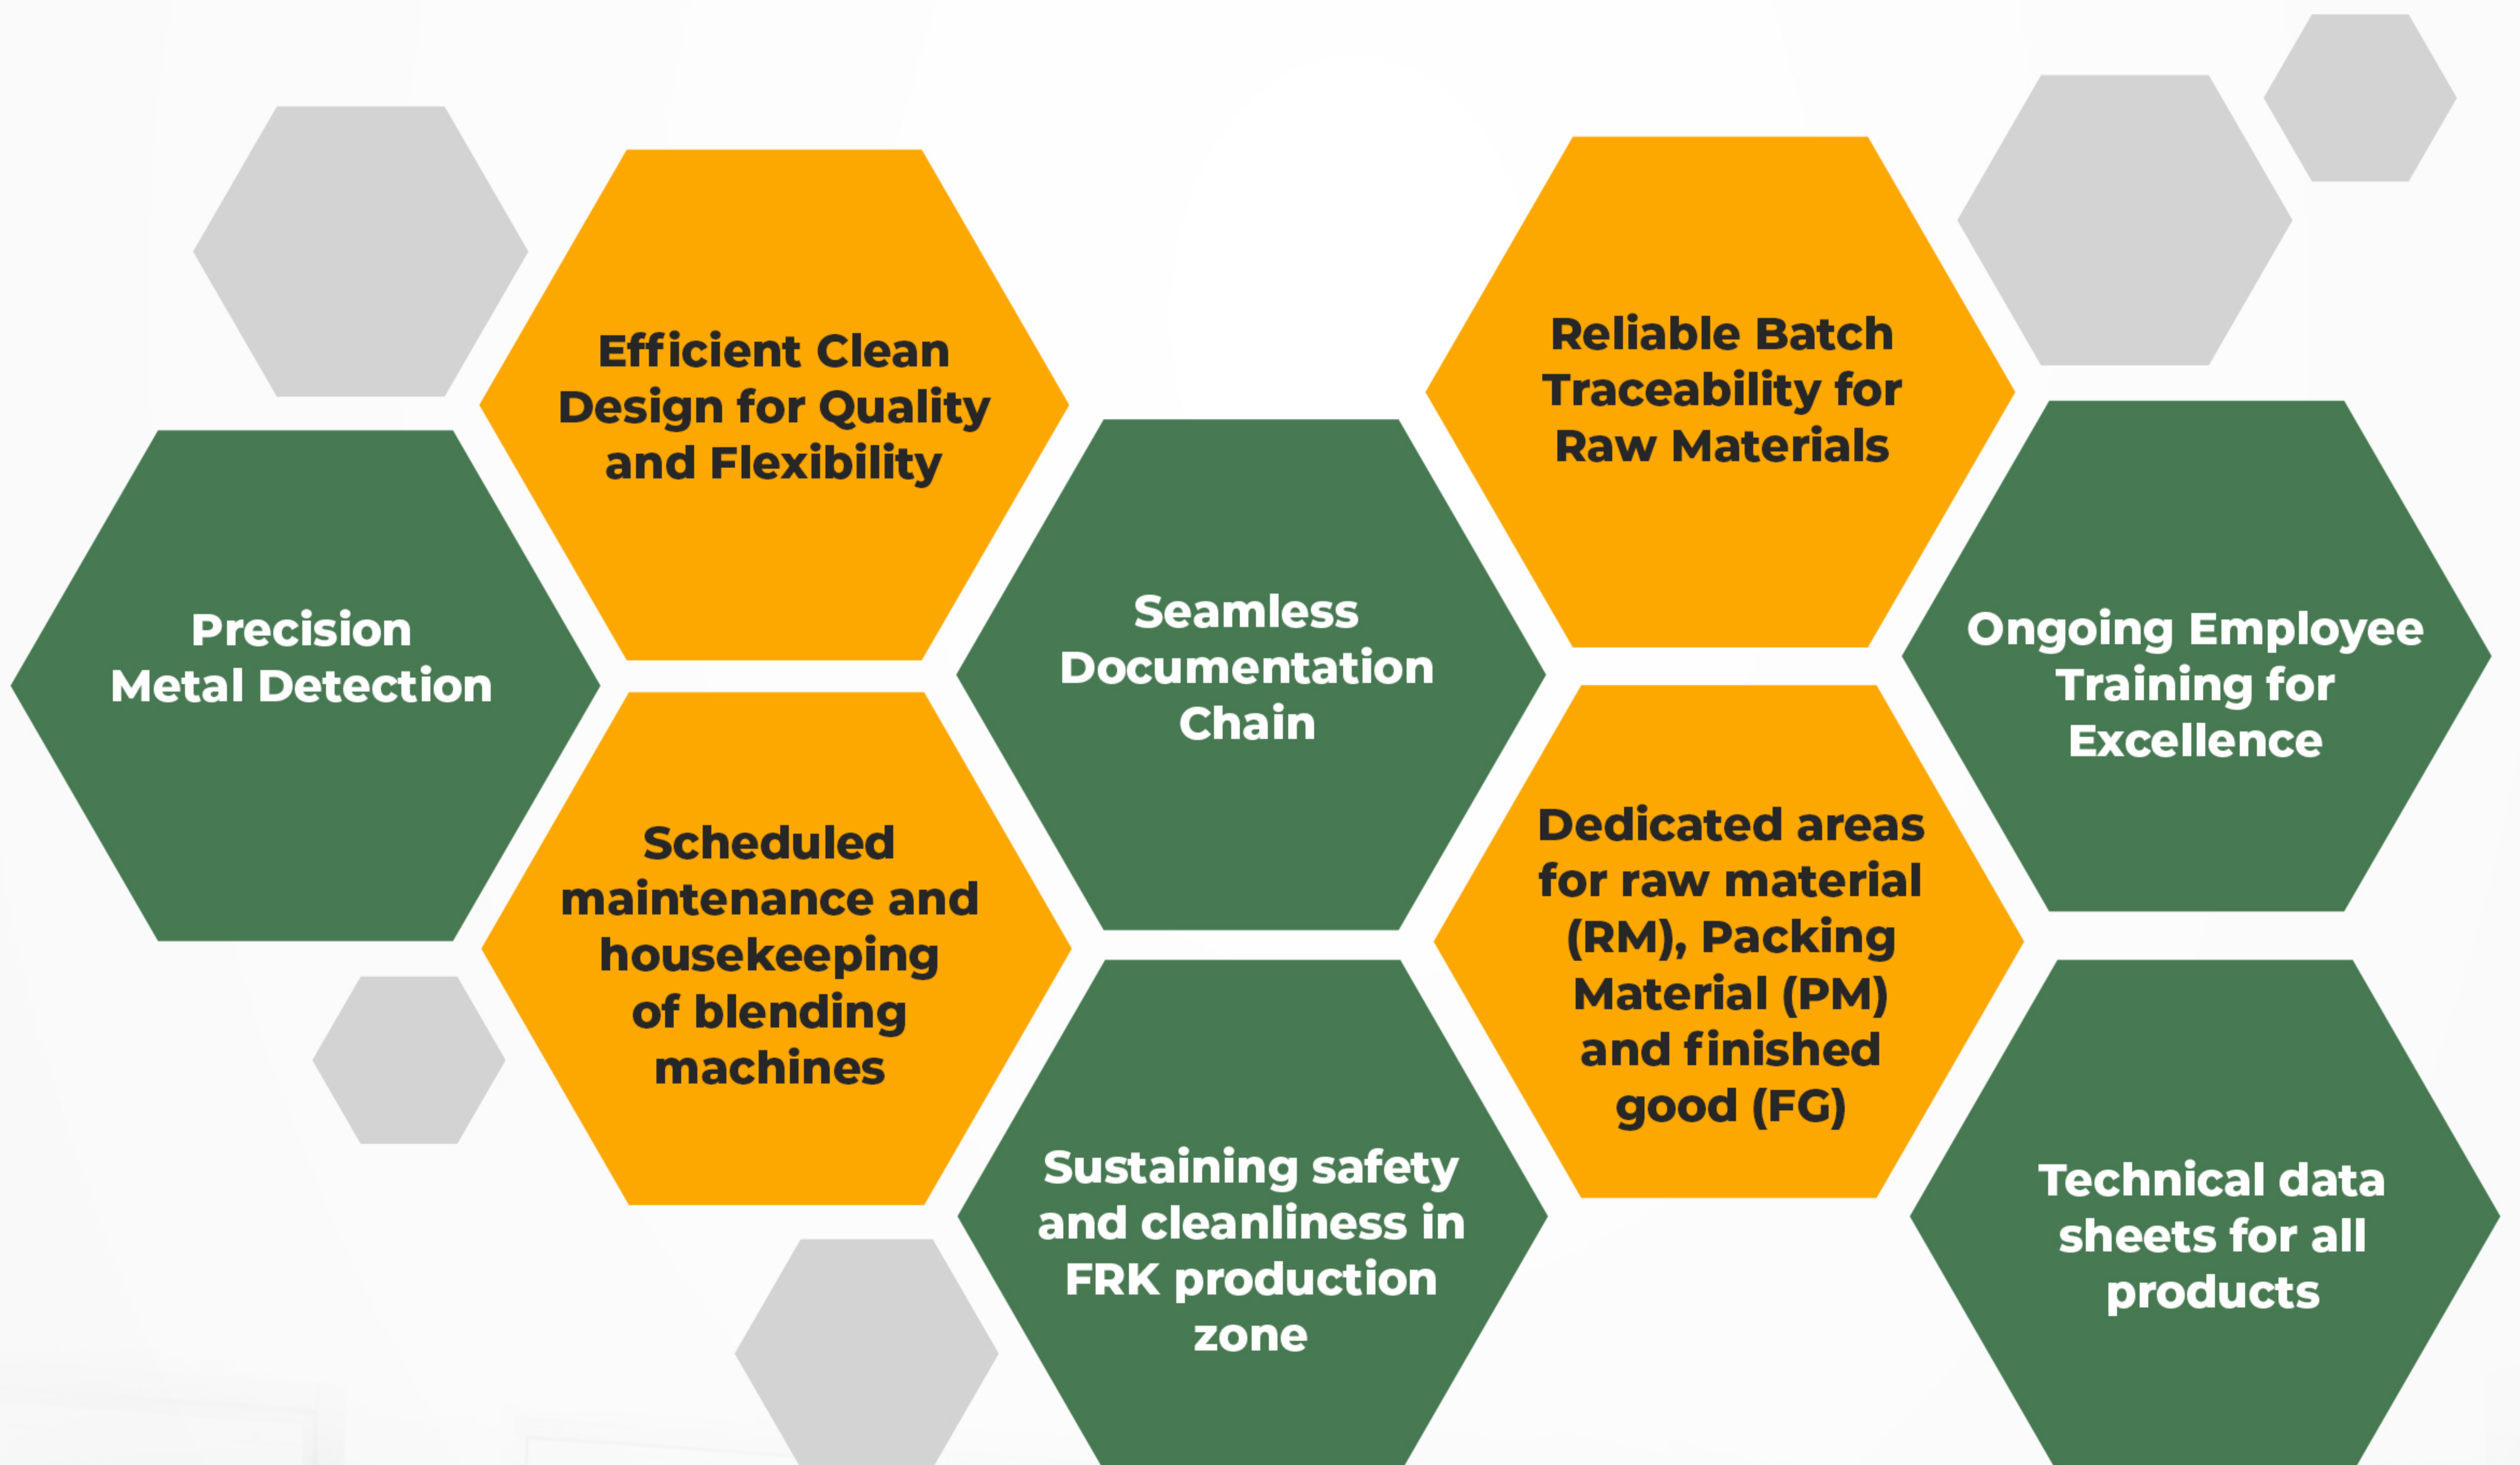 Efficient Clean
Design for Quality
and Flexibility
Reliable Batch
Traceability for
Raw Materials
Precision
Metal Detection
Seamless
Documentation
Chain
Ongoing Employee
Training for
Excellence
Scheduled
maintenance and
housekeeping
of blending
machines
Dedicated areas
for raw material
(RM), Packing
Material (PM)
and finished
good (FG)
Sustaining safety
and cleanliness in
FRK production
zone
Technical data
sheets for all
products